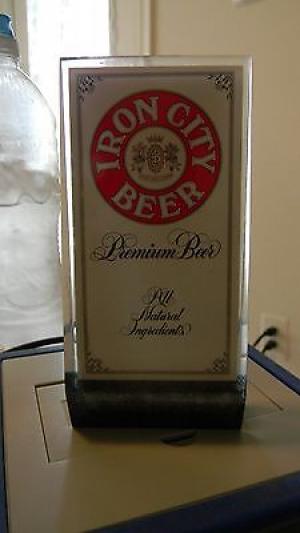 IRON CITY
BEER
Premium Beer
All
Natural
Ingredients